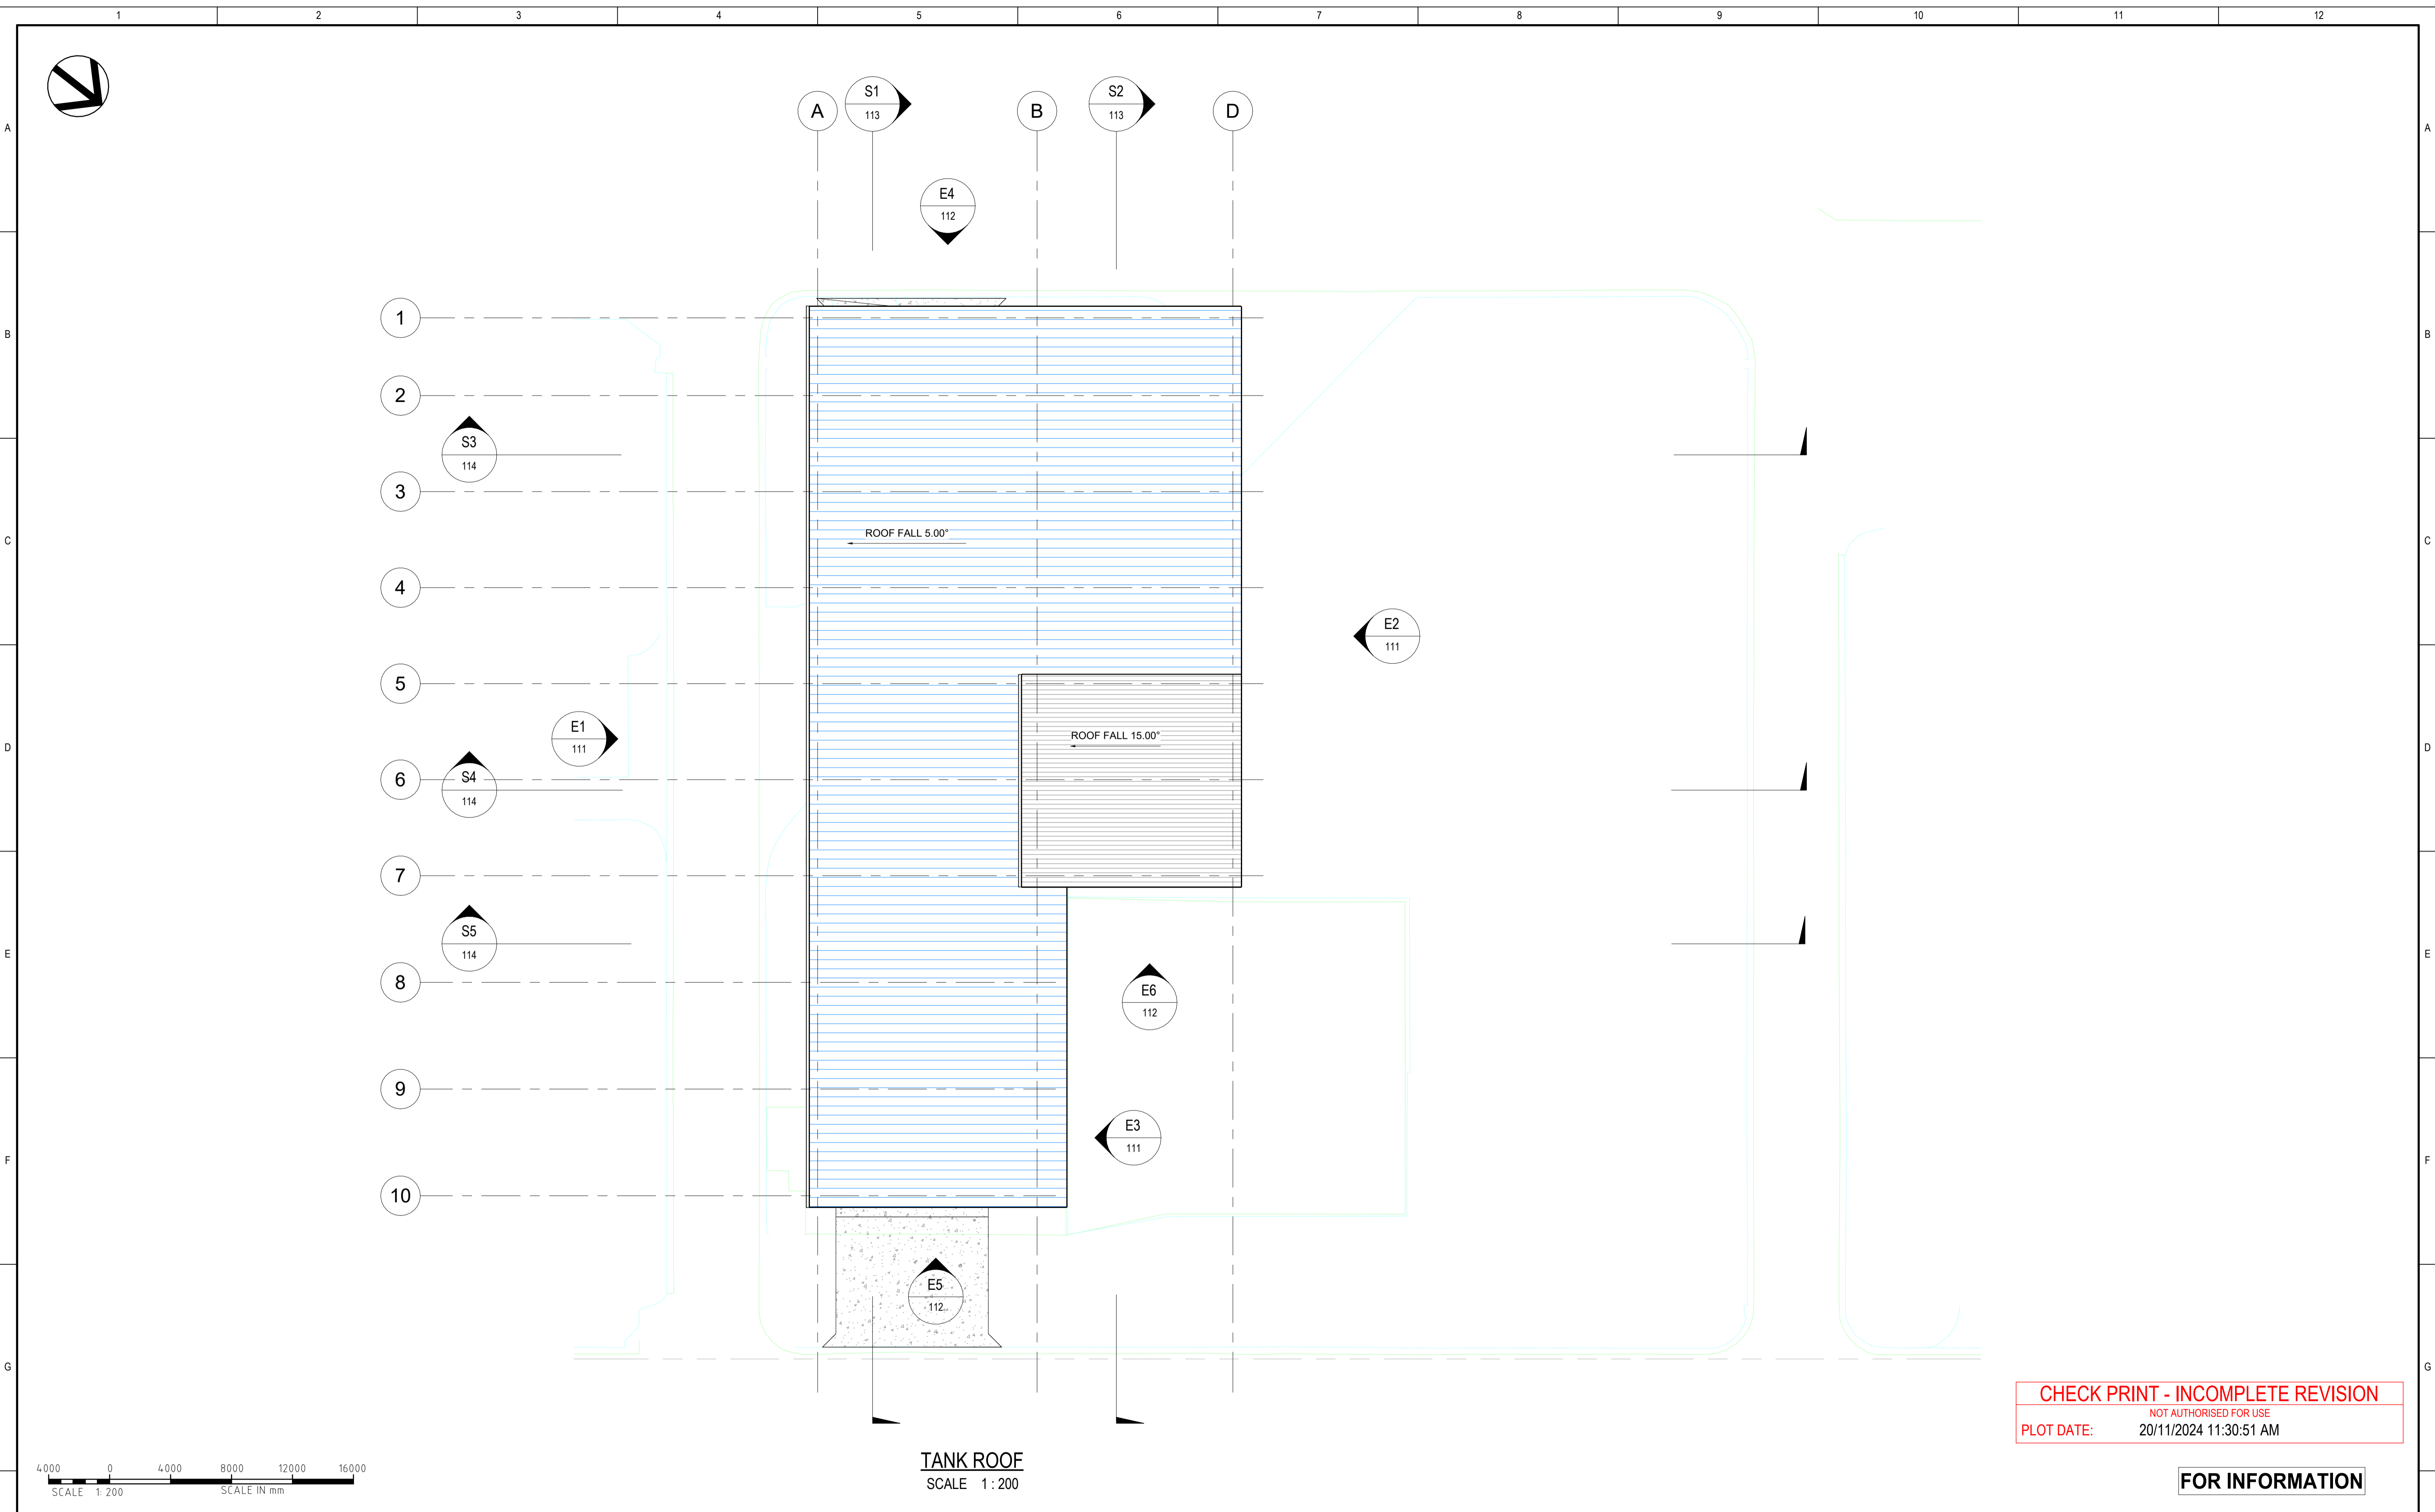 1 2 3 4 5 6 7 8 9 10 11 12
A
A
S1
113
S2
113
A
B
D
E4
112
1
B
B
2
S3
114
3
ROOF FALL 5.00°
C
C
4
E2
111
5
E1
111
ROOF FALL 15.00°
D
D
S4
114
6
7
S5
114
E
E
8
E6
112
9
E3
111
F
F
10
E5
112
G
G
CHECK PRINT - INCOMPLETE REVISION
NOT AUTHORISED FOR USE
PLOT DATE: 20/11/2024 11:30:51 AM
TANK ROOF
SCALE 1 : 200
4000 0 4000 8000 12000 16000
SCALE 1: 200 SCALE IN mm
FOR INFORMATION